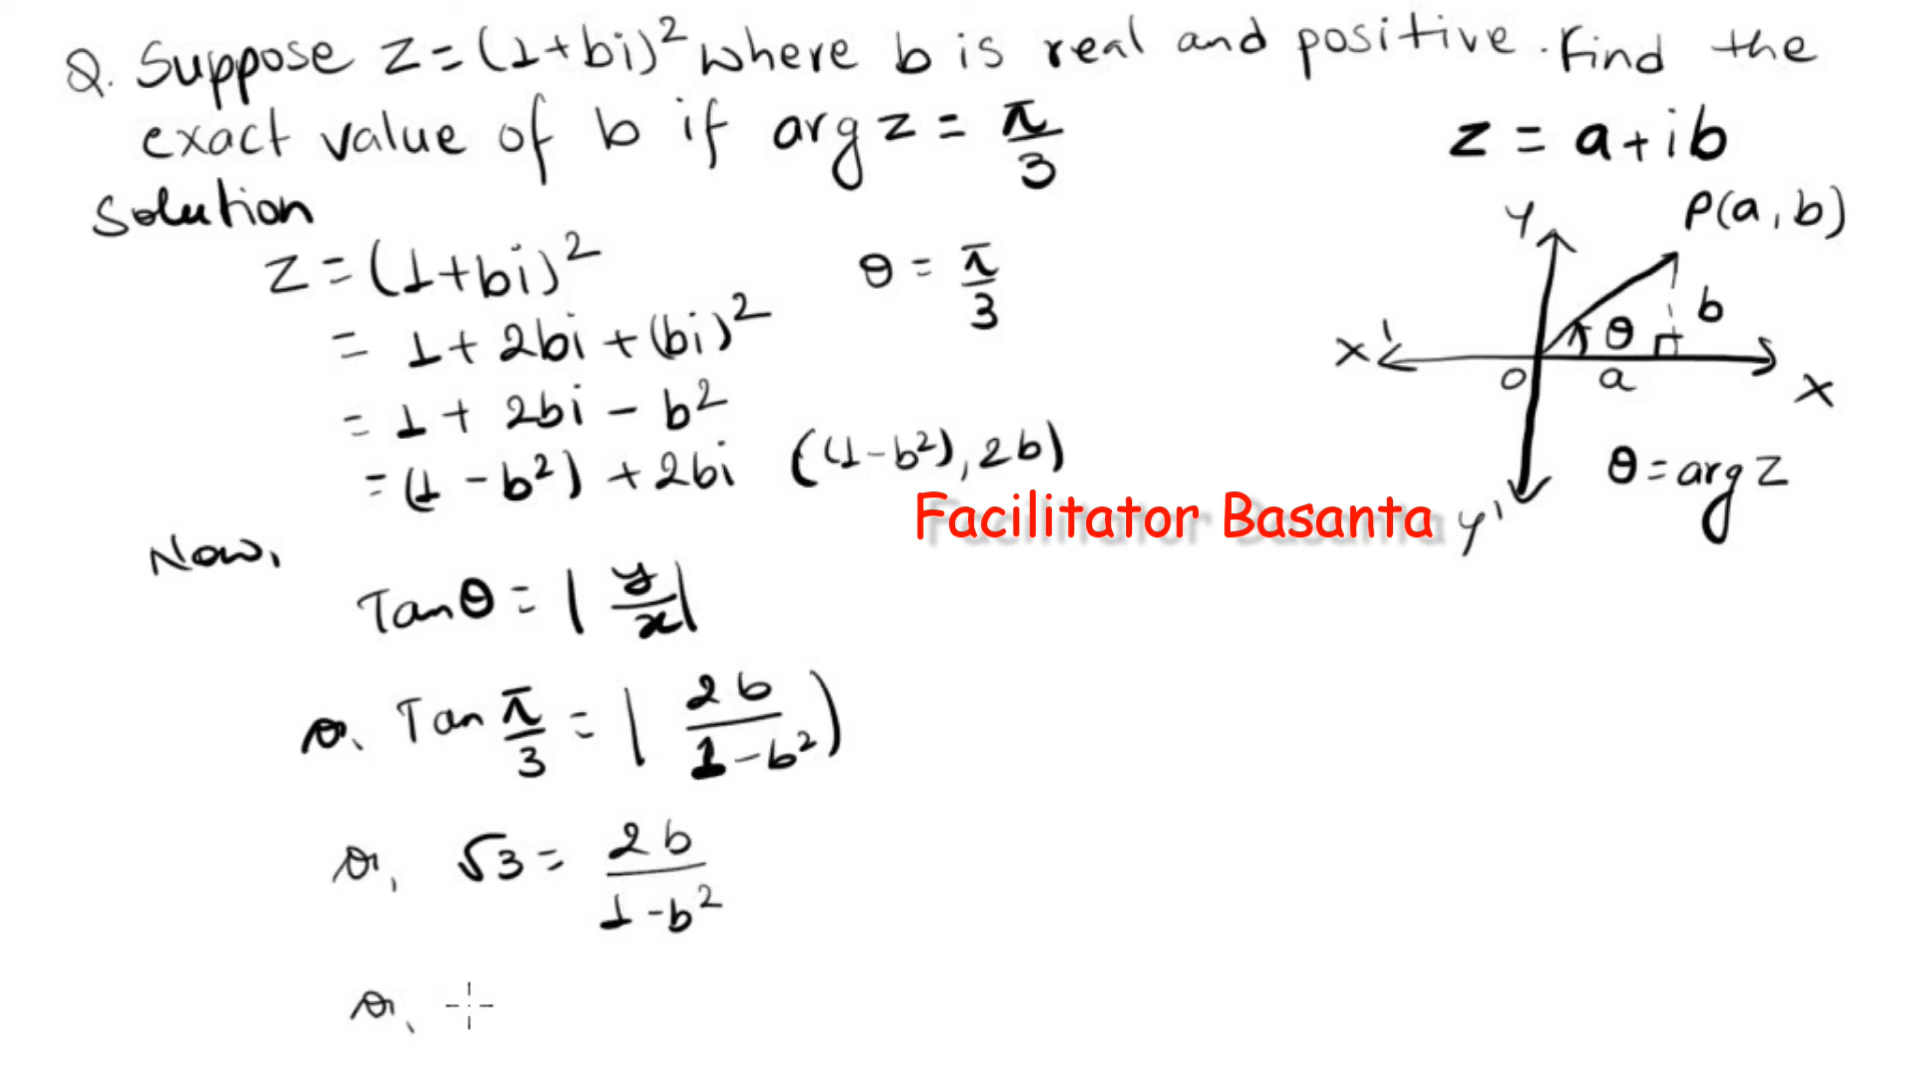 Q. Suppose z = (1+bi)² where b is real and positive. Find the
exact value of b if arg z = π/3
z = a+ib
Solution
P(a, b)
y
z = (1+bi)²
θ = π/3
= 1 + 2bi + (bi)²
x' θ b
o a x
= 1 + 2bi - b²
= (1 - b²) + 2bi ((1-b²), 2b)
θ = arg z
Facilitator Basanta
y'
Now,
Tanθ = |y/x|
or, Tan π/3 = | 2b/(1-b²) )
or, √3 = 2b/(1-b²)
or,